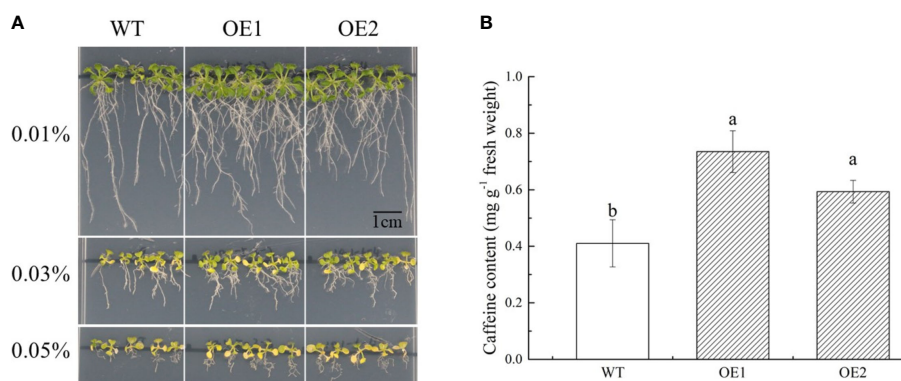 A
WT OE1 OE2
0.01%
1cm
0.03%
0.05%
B
Caffeine content (mg g⁻¹ fresh weight)
1.0
0.8
0.6
0.4
0.2
0.0
b
a
a
WT OE1 OE2